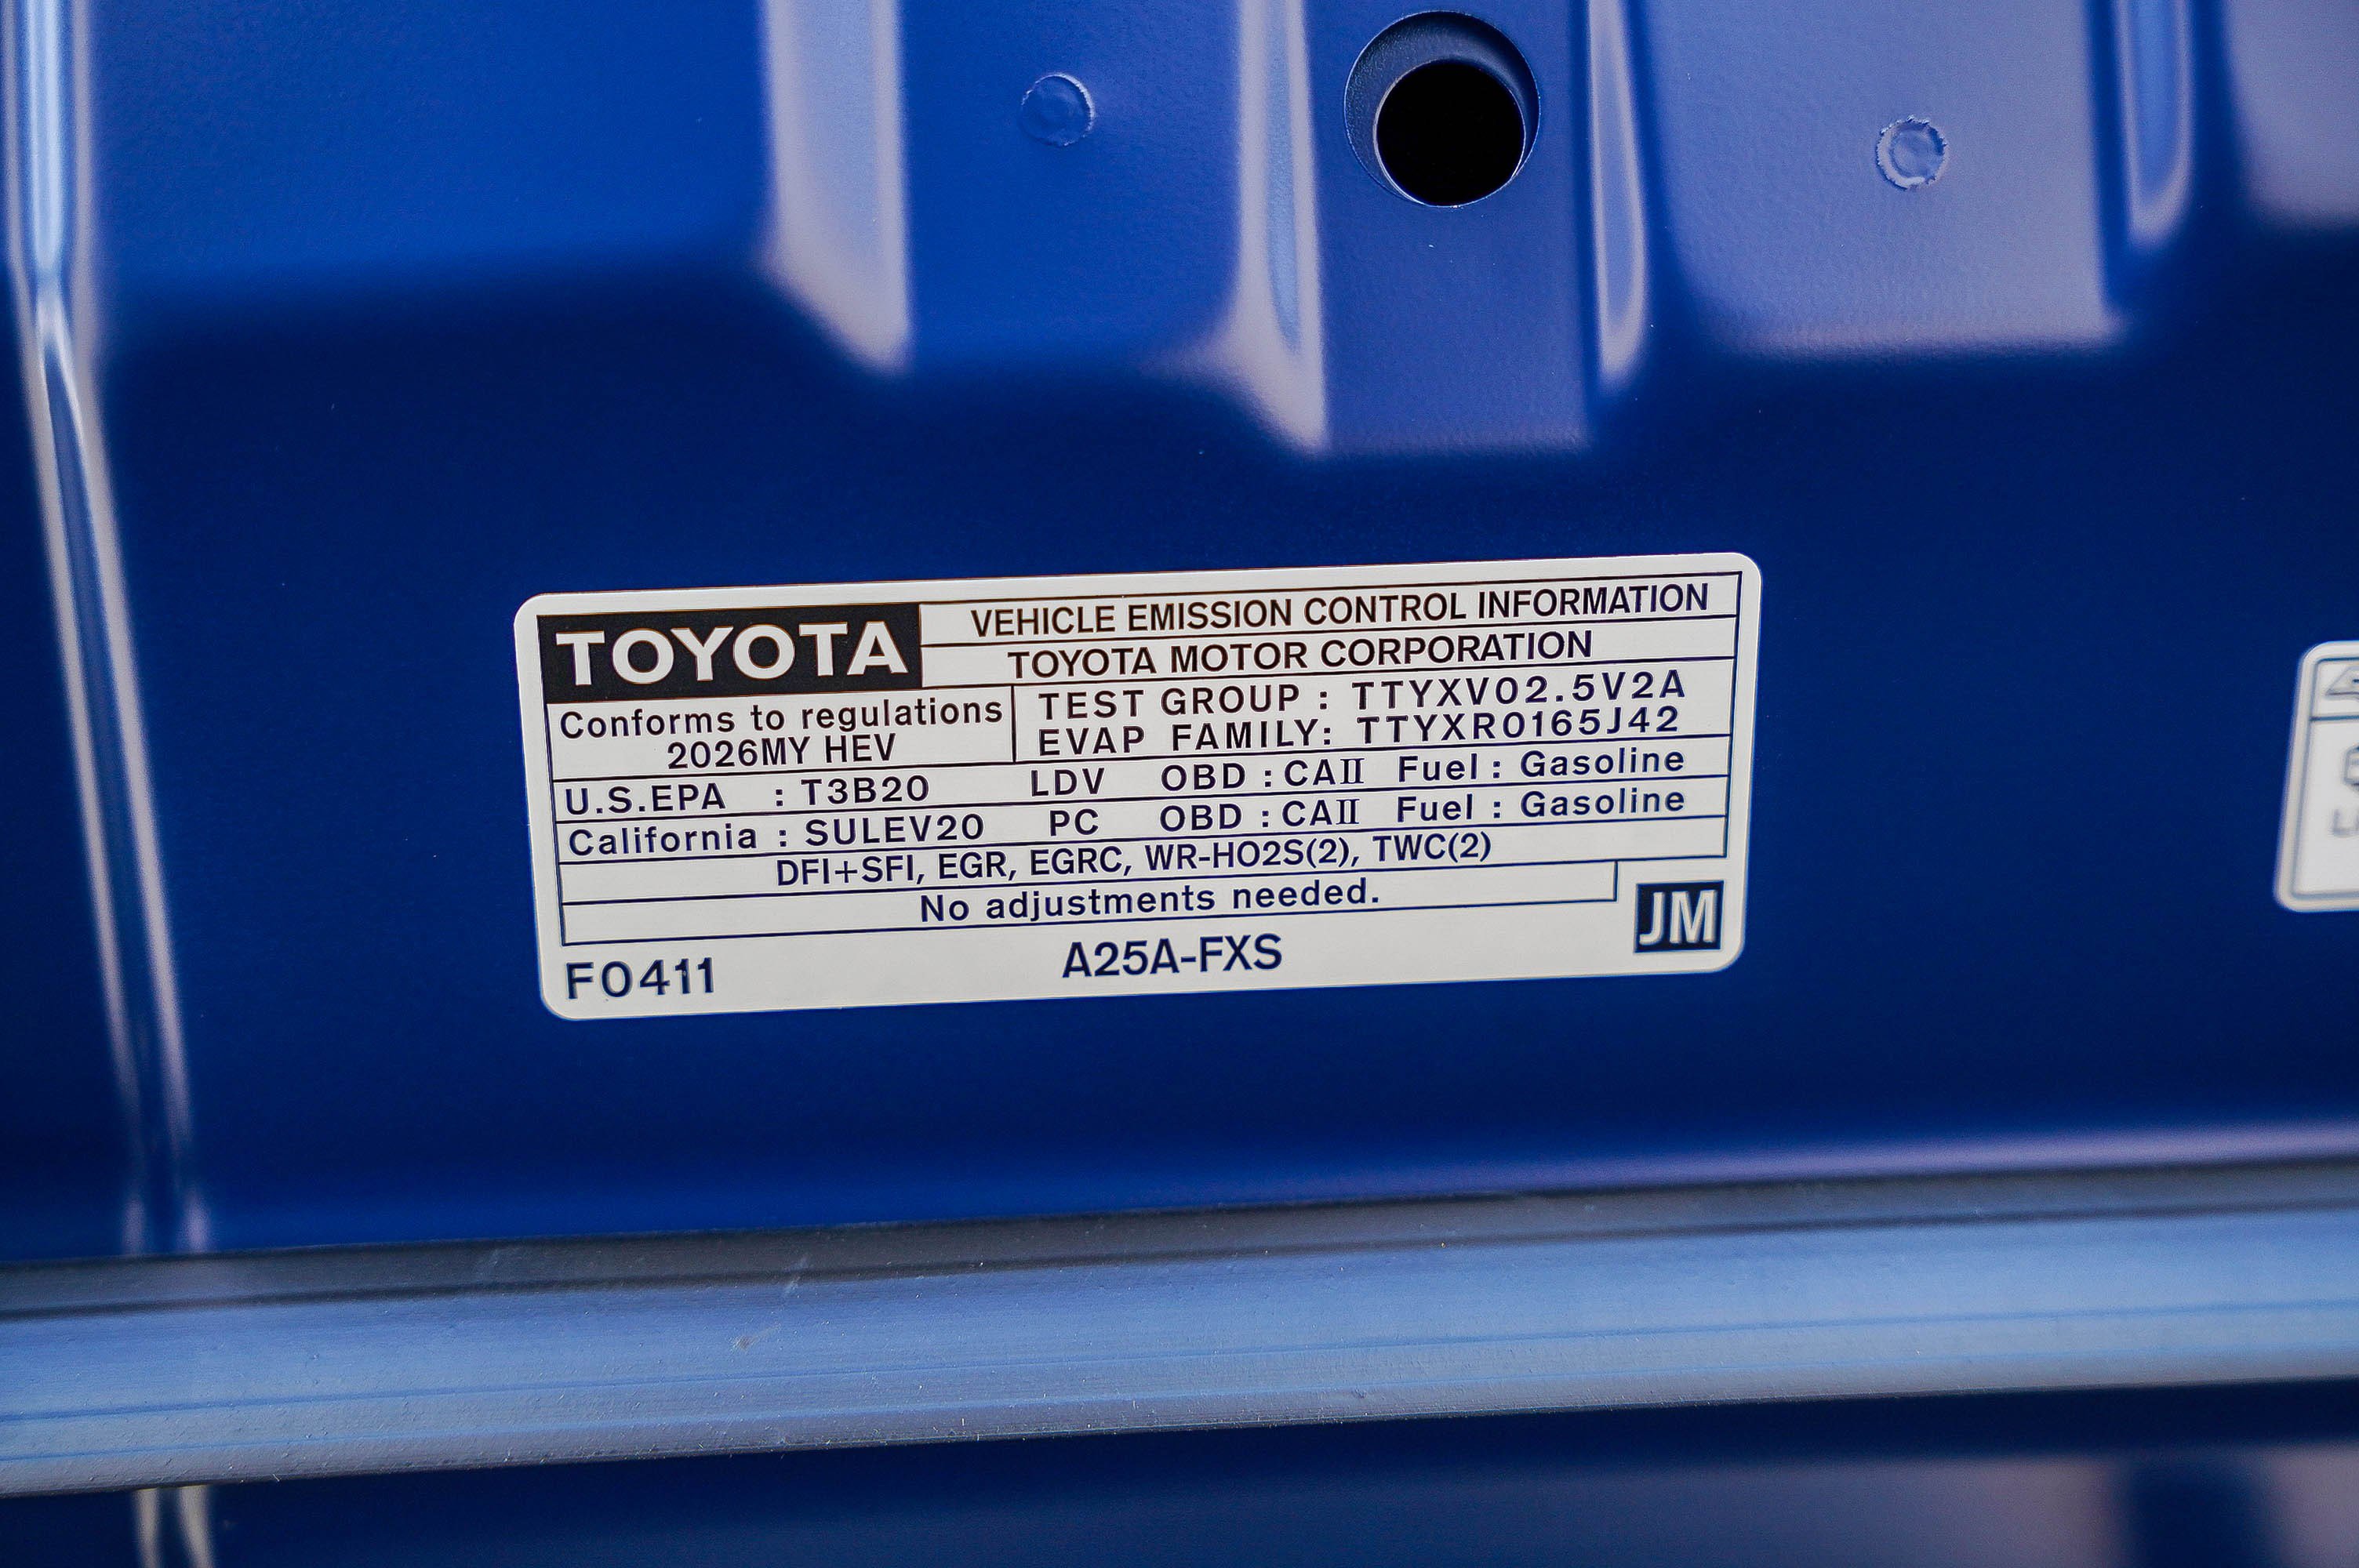 TOYOTA
VEHICLE EMISSION CONTROL INFORMATION
TOYOTA MOTOR CORPORATION
Conforms to regulations
2026MY HEV
TEST GROUP : TTYXV02.5V2A
EVAP FAMILY: TTYXR0165J42
U.S.EPA : T3B20 LDV OBD : CAII Fuel : Gasoline
California : SULEV20 PC OBD : CAII Fuel : Gasoline
DFI+SFI, EGR, EGRC, WR-HO2S(2), TWC(2)
No adjustments needed.
JM
F0411 A25A-FXS